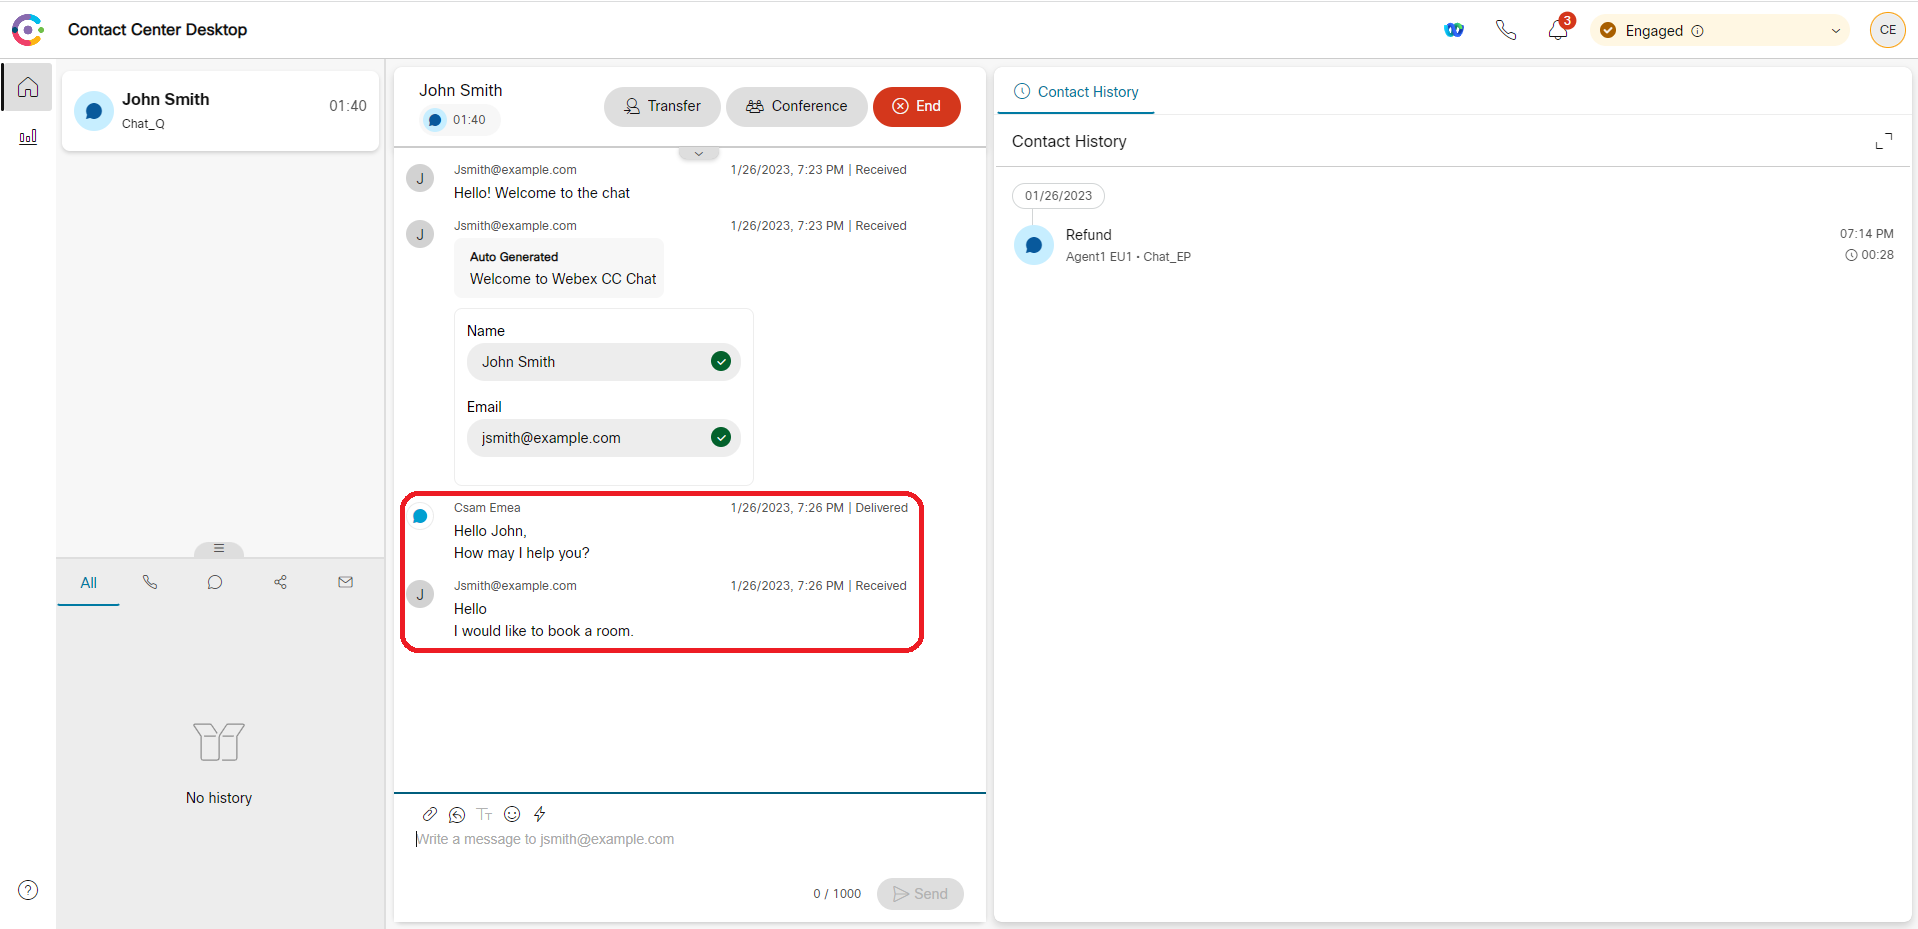 Contact Center Desktop
3
Engaged
CE
John Smith
01:40
Chat_Q
All
No history
John Smith
01:40
Transfer
Conference
End
J
Jsmith@example.com
1/26/2023, 7:23 PM | Received
Hello! Welcome to the chat
J
Jsmith@example.com
1/26/2023, 7:23 PM | Received
Auto Generated
Welcome to Webex CC Chat
Name
John Smith
Email
jsmith@example.com
Csam Emea
1/26/2023, 7:26 PM | Delivered
Hello John,
How may I help you?
J
Jsmith@example.com
1/26/2023, 7:26 PM | Received
Hello
I would like to book a room.
TT
Write a message to jsmith@example.com
0 / 1000
Send
Contact History
Contact History
01/26/2023
Refund
07:14 PM
Agent1 EU1 • Chat_EP
00:28
?